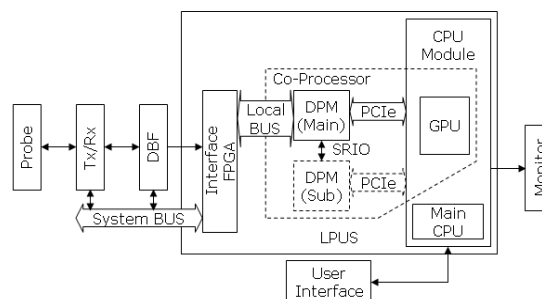 CPU
Module
Co-Processor
Probe
Tx/Rx
DBF
Interface
FPGA
Local
BUS
DPM
(Main)
PCIe
GPU
SRIO
DPM
(Sub)
PCIe
Monitor
System BUS
Main
CPU
LPUS
User
Interface